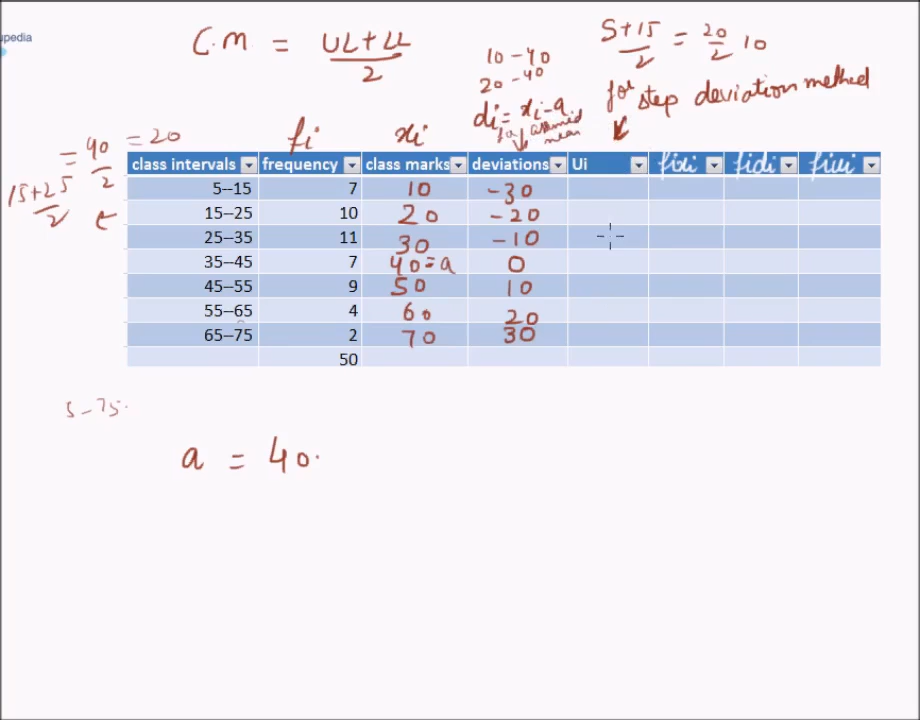 upedia
C.M = UL+LL / 2
5+15 / 2 = 20 / 2 10
10-40
20-40
di = xi-a
for assumed mean
for step deviation method
15+25 / 2 = 40 / 2 = 20
fi xi
class intervals frequency class marks deviations Ui fixi fidi fiui
5--15 7 10 -30
15--25 10 20 -20
25--35 11 30 -10
35--45 7 40=a 0
45--55 9 50 10
55--65 4 60 20
65--75 2 70 30
50
5-75.
a = 40.